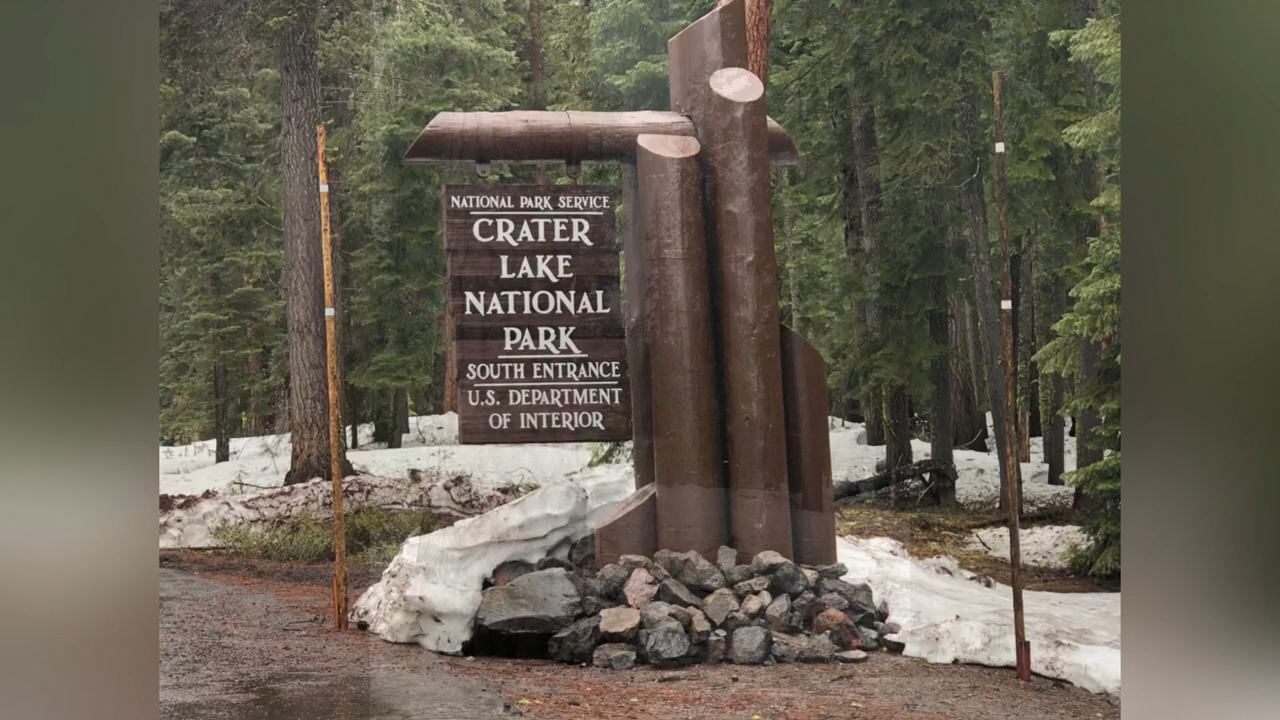 NATIONAL PARK SERVICE
CRATER
LAKE
NATIONAL
PARK
SOUTH ENTRANCE
U.S. DEPARTMENT
OF INTERIOR